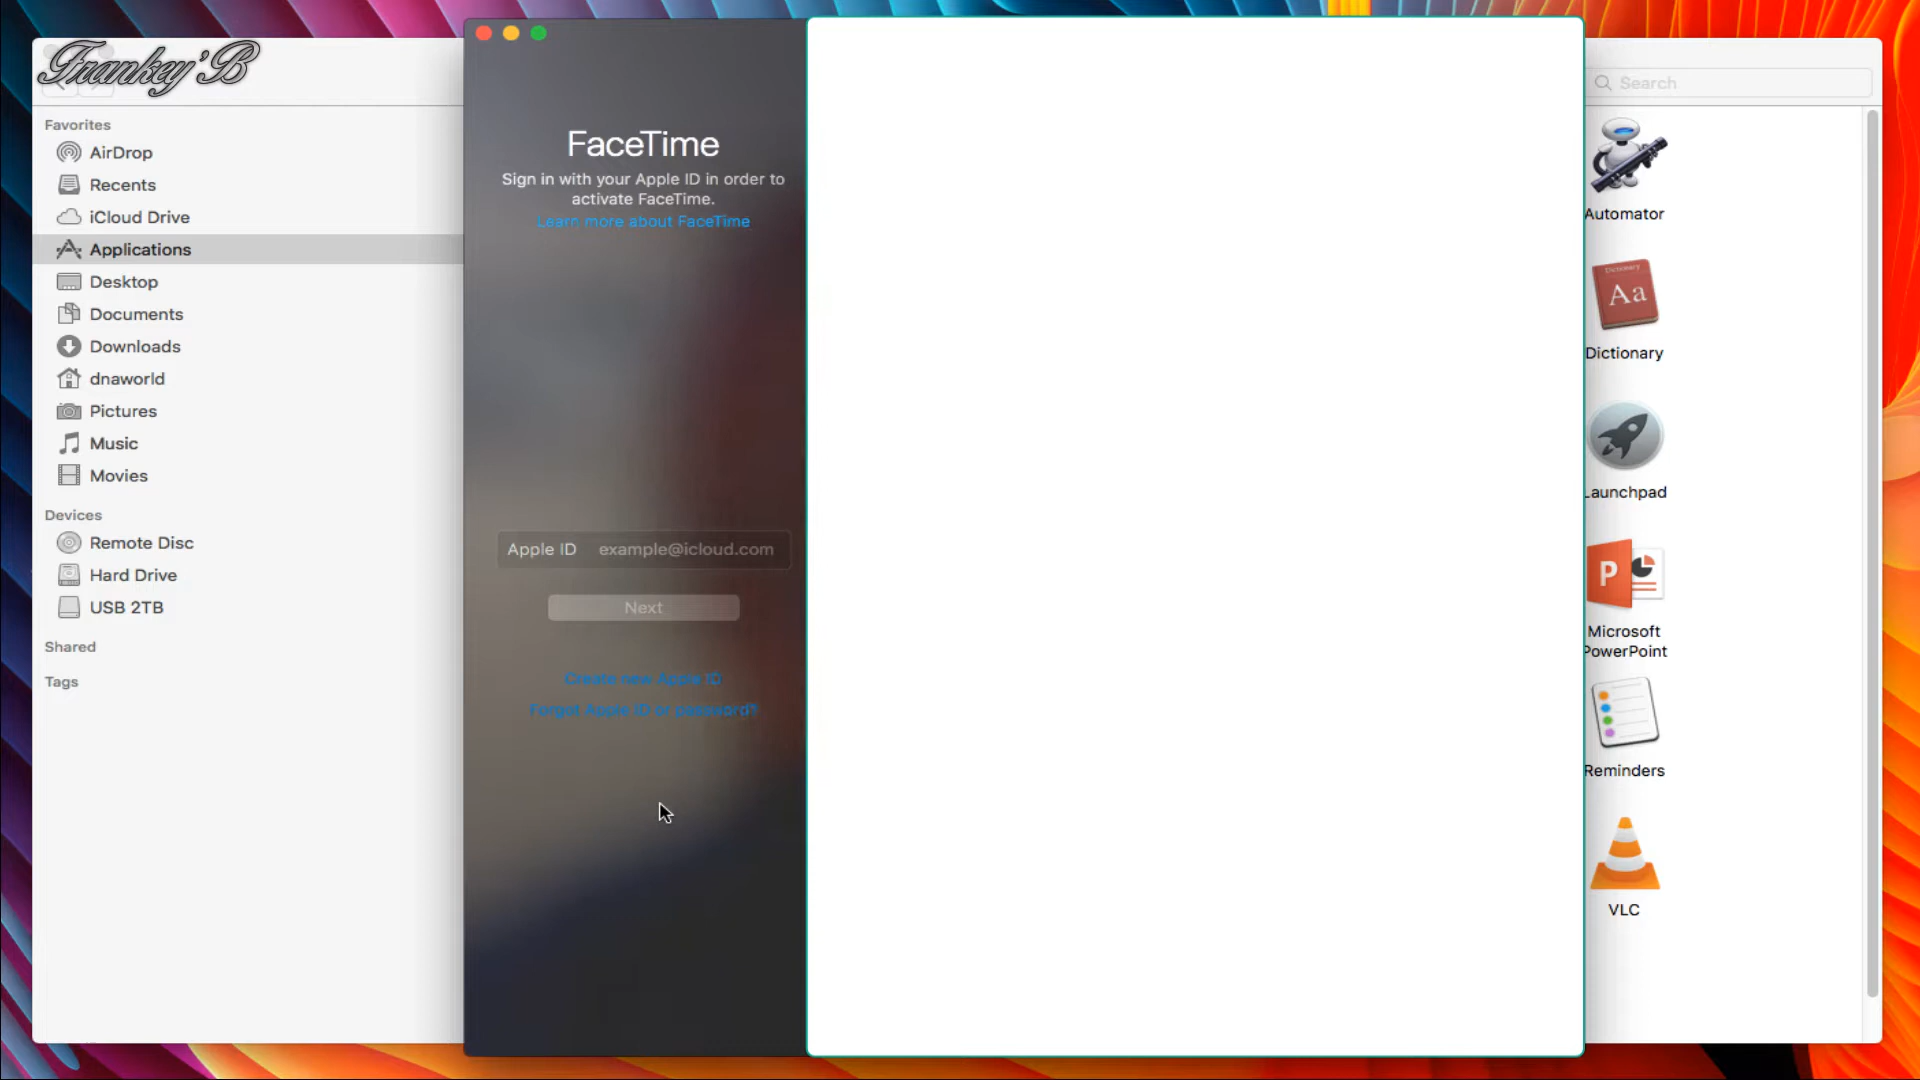 Frankey'B
Favorites
AirDrop
Recents
iCloud Drive
Applications
Desktop
Documents
Downloads
dnaworld
Pictures
Music
Movies
Devices
Remote Disc
Hard Drive
USB 2TB
Shared
Tags
FaceTime
Sign in with your Apple ID in order to
activate FaceTime.
Learn more about FaceTime
Apple ID example@icloud.com
Next
Create new Apple ID
Forgot Apple ID or password?
Search
Automator
Dictionary
Aa
Dictionary
Launchpad
P
Microsoft
PowerPoint
Reminders
VLC